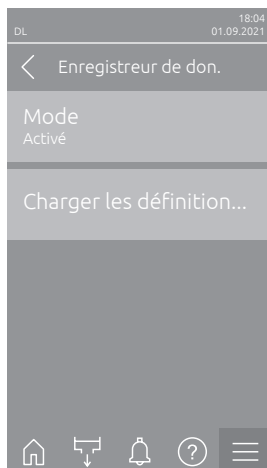 18:04
DL 01.09.2021
Enregistreur de don.
Mode
Activé
Charger les définition...
?